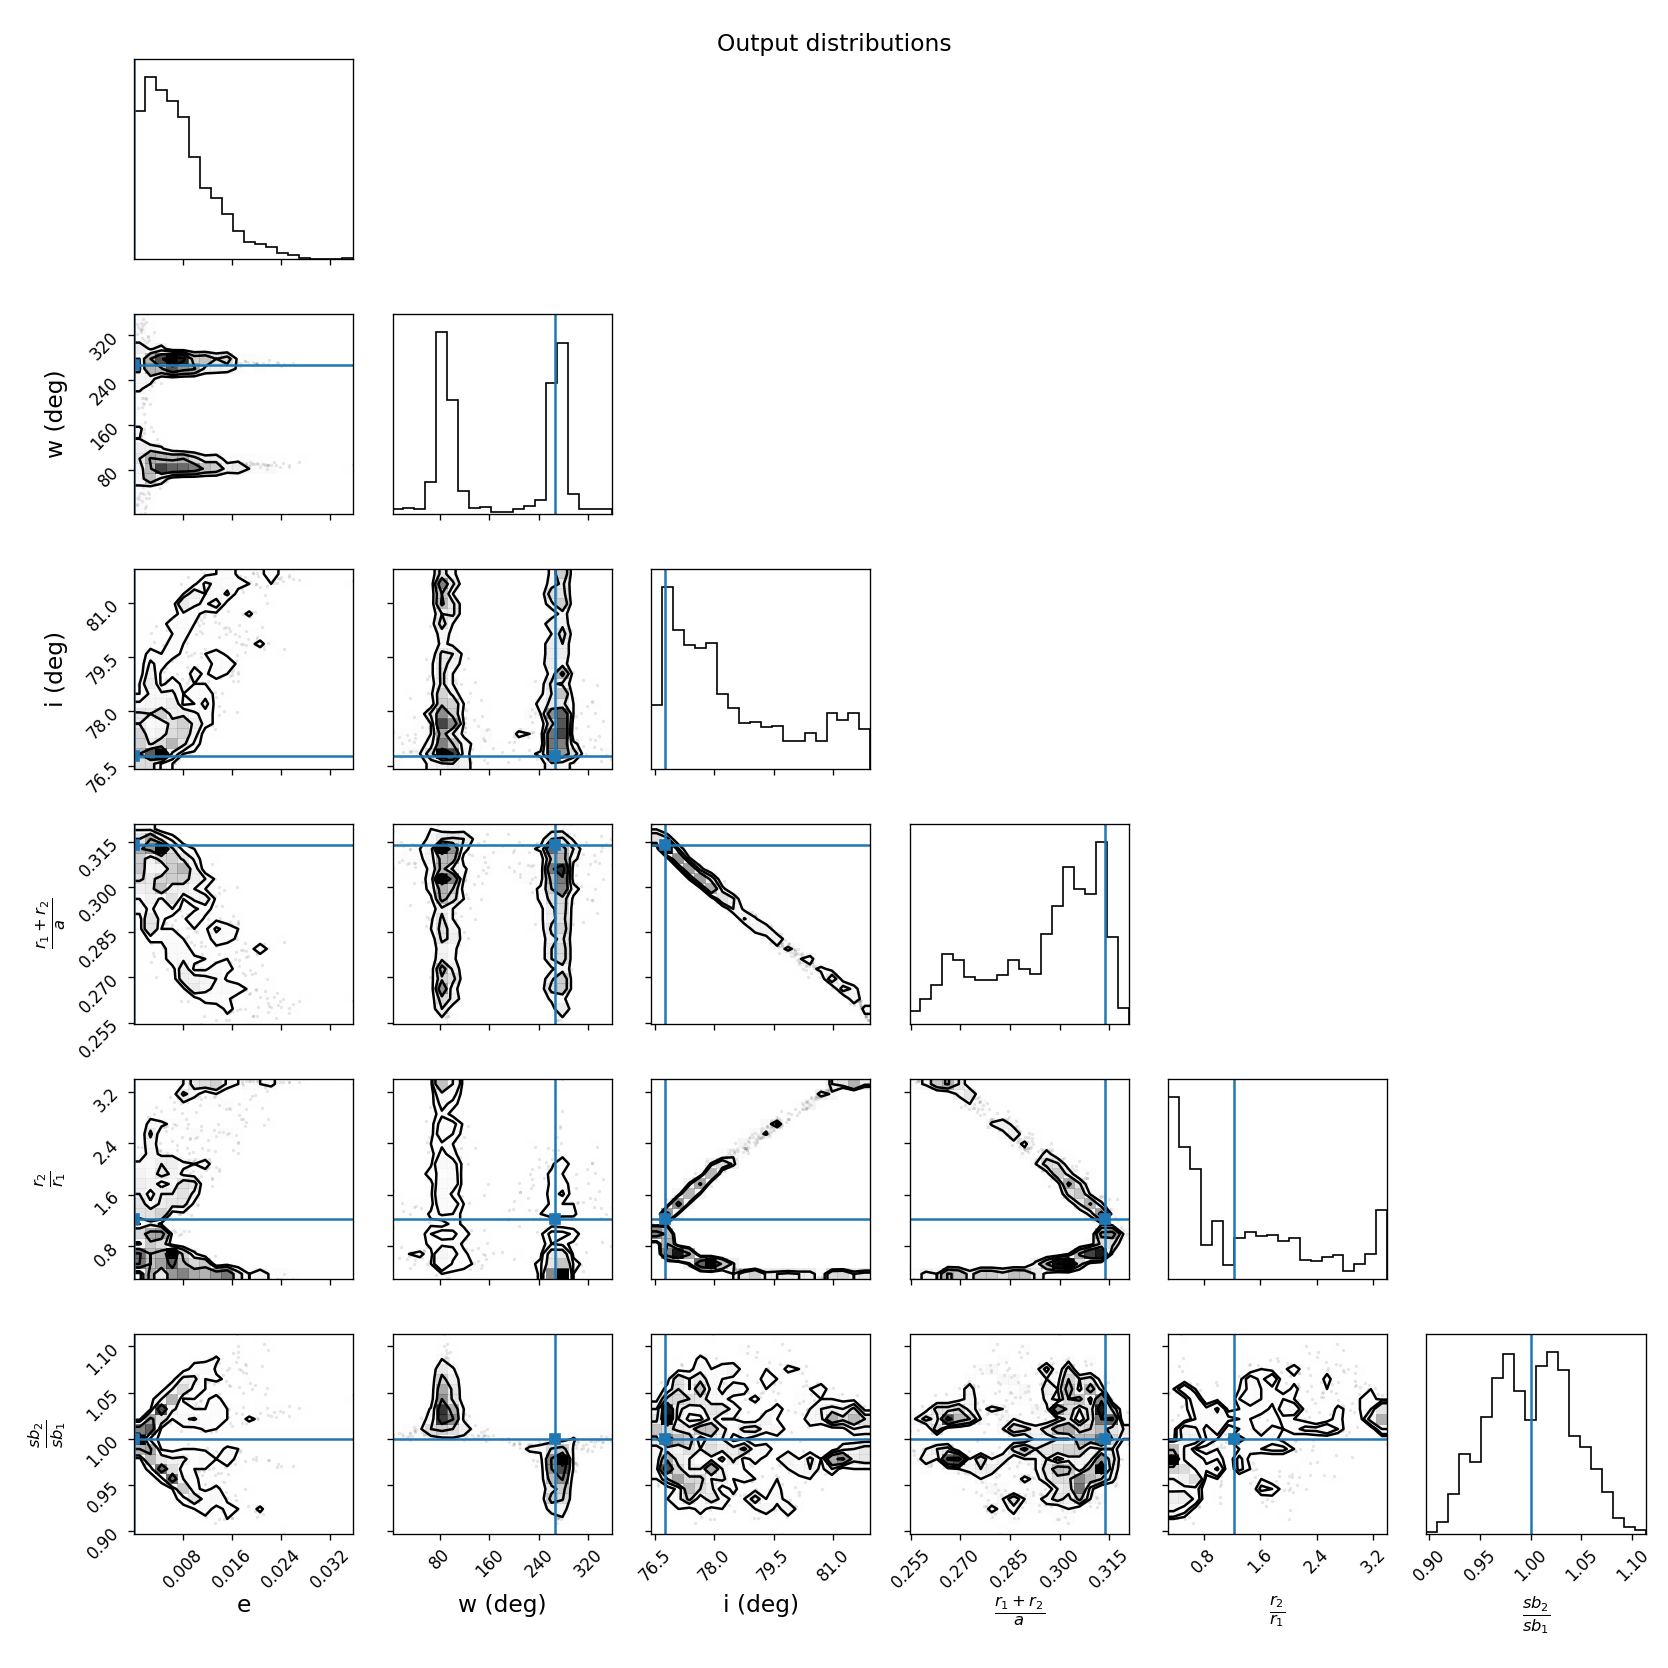 Output distributions
w (deg)
320
240
160
80
i (deg)
81.0
79.5
78.0
76.5
r₁ + r₂
a
0.315
0.300
0.285
0.270
0.255
r₂
r₁
3.2
2.4
1.6
0.8
sb₂
sb₁
1.10
1.05
1.00
0.95
0.90
0.008 0.016 0.024 0.032
80 160 240 320
76.5 78.0 79.5 81.0
0.255 0.270 0.285 0.300 0.315
0.8 1.6 2.4 3.2
0.90 0.95 1.00 1.05 1.10
e
w (deg)
i (deg)
r₁ + r₂
a
r₂
r₁
sb₂
sb₁